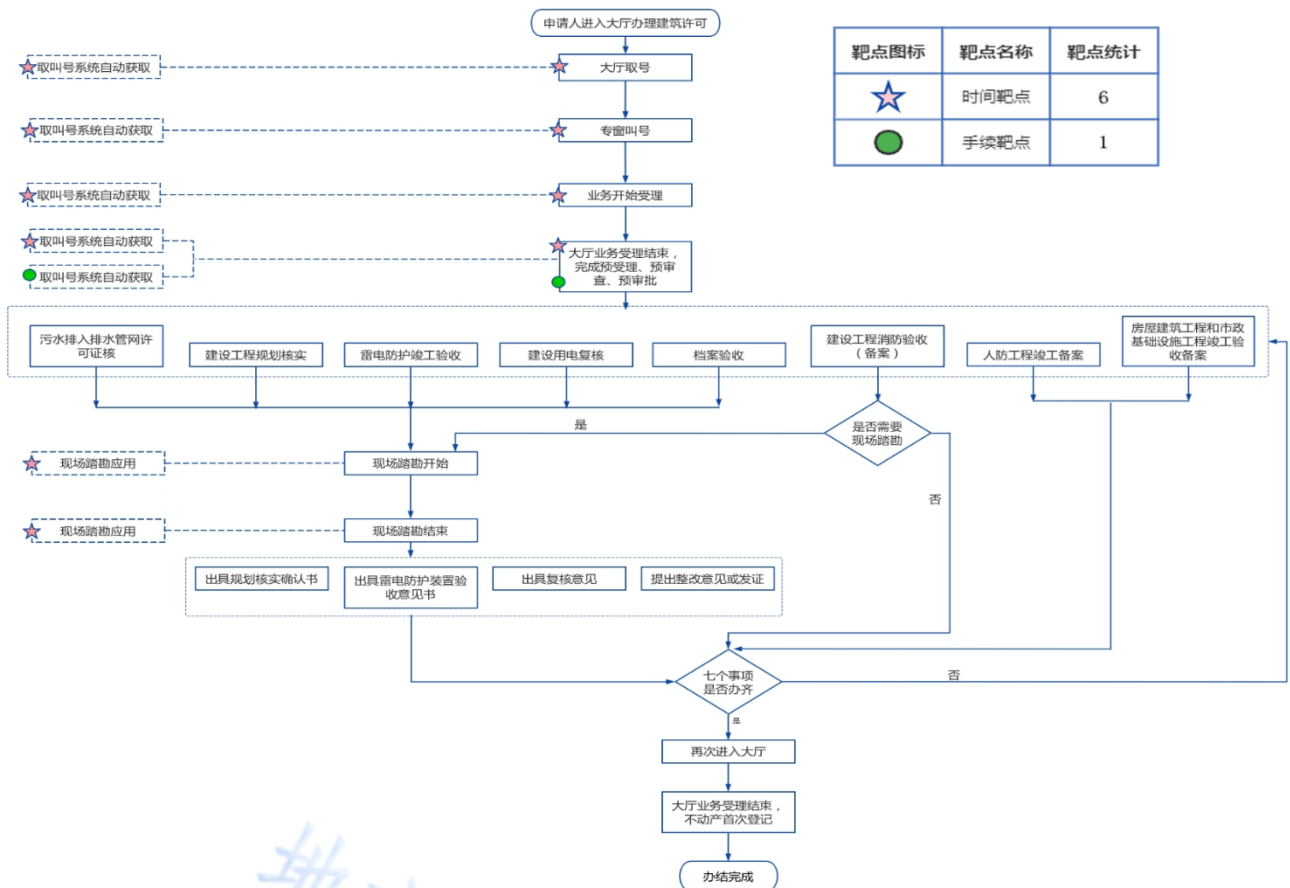 申请人进入大厅办理建筑许可
靶点图标 靶点名称 靶点统计
时间靶点 6
手续靶点 1
取叫号系统自动获取
大厅取号
取叫号系统自动获取
专窗叫号
取叫号系统自动获取
业务开始受理
取叫号系统自动获取
取叫号系统自动获取
大厅业务受理结束，
完成预受理、预审
查、预审批
污水排入排水管网许
可证核
建设工程规划核实
雷电防护竣工验收
建设用电复核
档案验收
建设工程消防验收
（备案）
人防工程竣工备案
房屋建筑工程和市政
基础设施工程竣工验
收备案
是否需要
现场踏勘
是
否
现场踏勘应用
现场踏勘开始
现场踏勘应用
现场踏勘结束
出具规划核实确认书
出具雷电防护装置验
收意见书
出具复核意见
提出整改意见或发证
七个事项
是否办齐
否
是
再次进入大厅
大厅业务受理结束，
不动产首次登记
办结完成